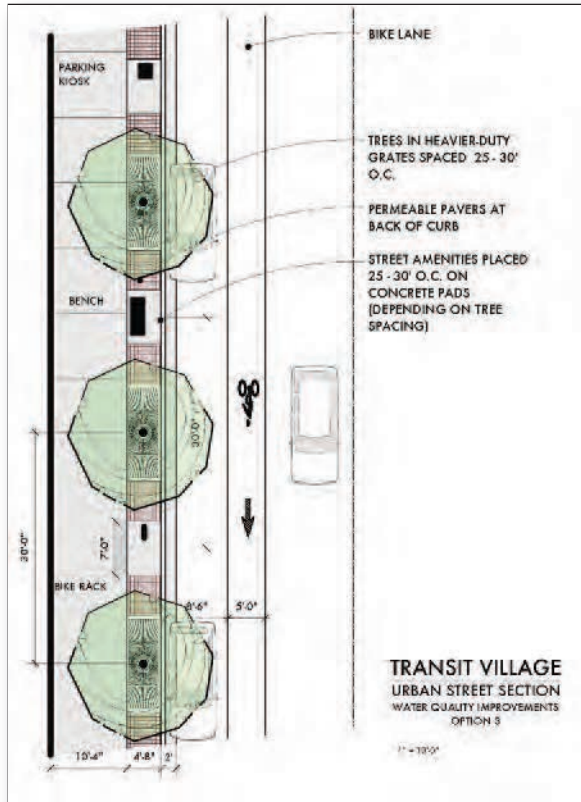 BIKE LANE
PARKING
KIOSK
TREES IN HEAVIER-DUTY
GRATES SPACED 25 - 30'
O.C.
PERMEABLE PAVERS AT
BACK OF CURB
STREET AMENITIES PLACED
25 - 30' O.C. ON
CONCRETE PADS
(DEPENDING ON TREE
SPACING)
BENCH
30'-0"
30'-0"
7'-0"
BIKE RACK
8'-6"
5'-0"
TRANSIT VILLAGE
URBAN STREET SECTION
WATER QUALITY IMPROVEMENTS
OPTION 3
1" = 10'-0"
10'-4"
4'-8"
2'